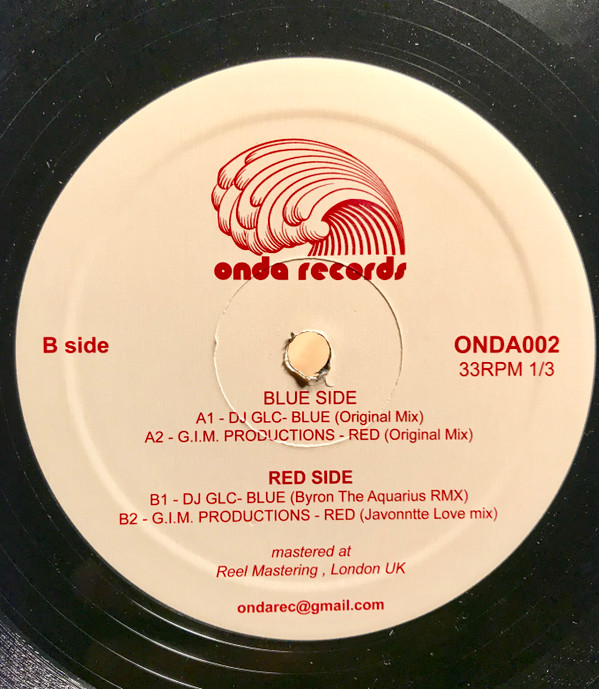 onda records
B side
ONDA002
33RPM 1/3
BLUE SIDE
A1 - DJ GLC- BLUE (Original Mix)
A2 - G.I.M. PRODUCTIONS - RED (Original Mix)
RED SIDE
B1 - DJ GLC- BLUE (Byron The Aquarius RMX)
B2 - G.I.M. PRODUCTIONS - RED (Javonntte Love mix)
mastered at
Reel Mastering , London UK
ondarec@gmail.com